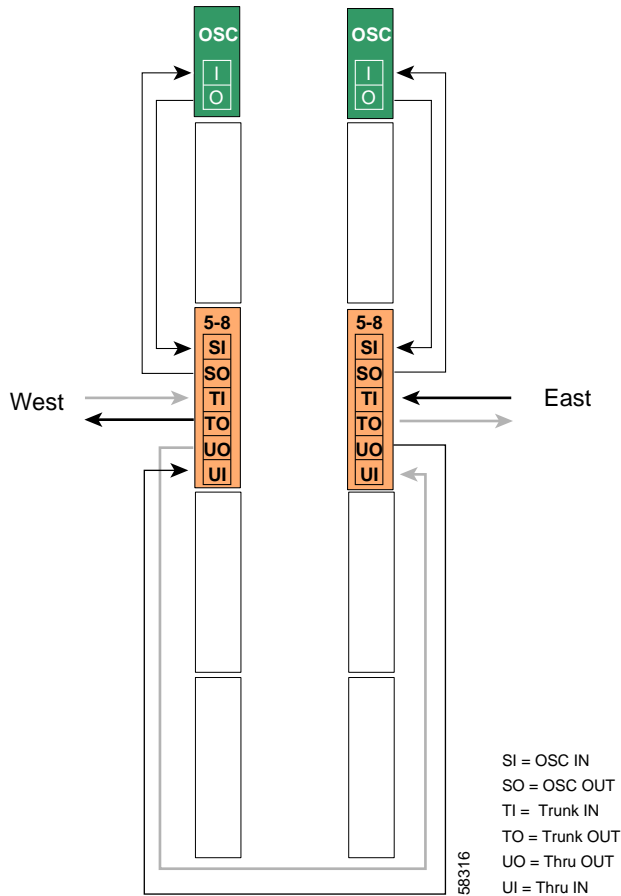 OSC
I
O
OSC
I
O
5-8
SI
SO
TI
TO
UO
UI
5-8
SI
SO
TI
TO
UO
UI
West
East
SI = OSC IN
SO = OSC OUT
TI = Trunk IN
TO = Trunk OUT
UO = Thru OUT
UI = Thru IN
58316